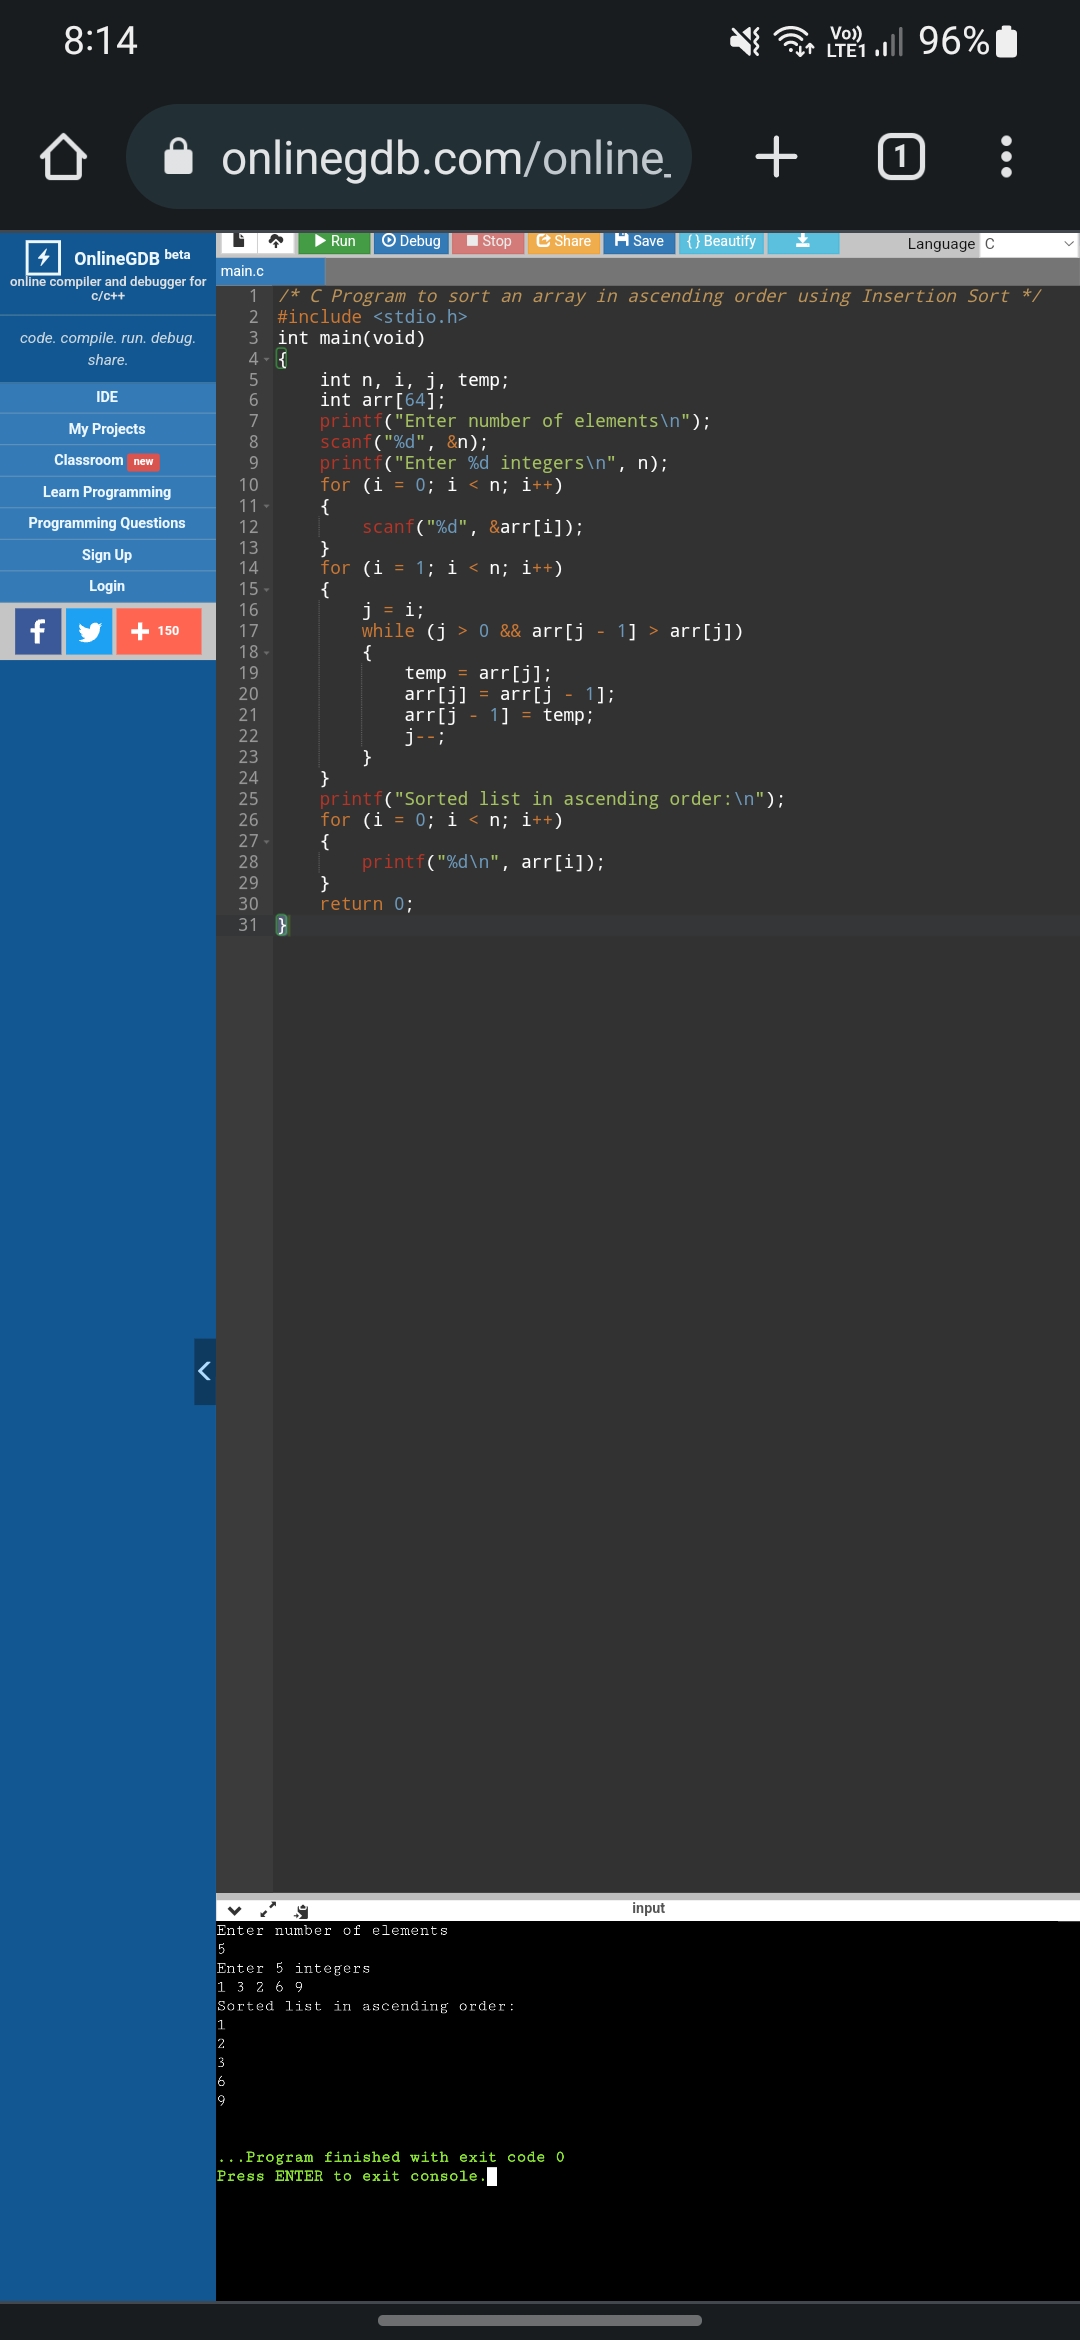 8:14
Vo)) LTE1 96%
onlinegdb.com/online_
1
OnlineGDB beta
online compiler and debugger for c/c++
code. compile. run. debug. share.
IDE
My Projects
Classroom new
Learn Programming
Programming Questions
Sign Up
Login
f + 150
Run Debug Stop Share Save {} Beautify Language C
main.c
1 /* C Program to sort an array in ascending order using Insertion Sort */
2 #include <stdio.h>
3 int main(void)
4 {
5     int n, i, j, temp;
6     int arr[64];
7     printf("Enter number of elements\n");
8     scanf("%d", &n);
9     printf("Enter %d integers\n", n);
10     for (i = 0; i < n; i++)
11     {
12         scanf("%d", &arr[i]);
13     }
14     for (i = 1; i < n; i++)
15     {
16         j = i;
17         while (j > 0 && arr[j - 1] > arr[j])
18         {
19             temp = arr[j];
20             arr[j] = arr[j - 1];
21             arr[j - 1] = temp;
22             j--;
23         }
24     }
25     printf("Sorted list in ascending order:\n");
26     for (i = 0; i < n; i++)
27     {
28         printf("%d\n", arr[i]);
29     }
30     return 0;
31 }
input
Enter number of elements
5
Enter 5 integers
1 3 2 6 9
Sorted list in ascending order:
1
2
3
6
9
...Program finished with exit code 0
Press ENTER to exit console.